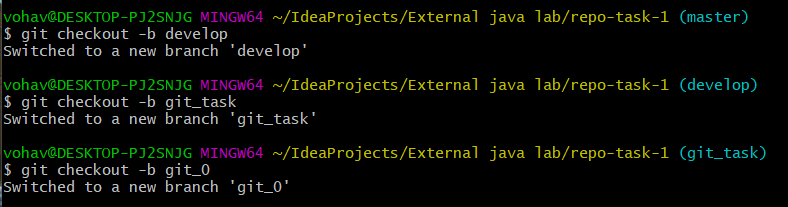 vohav@DESKTOP-PJ2SNJG MINGW64 ~/IdeaProjects/External java lab/repo-task-1 (master)
$ git checkout -b develop
Switched to a new branch 'develop'
vohav@DESKTOP-PJ2SNJG MINGW64 ~/IdeaProjects/External java lab/repo-task-1 (develop)
$ git checkout -b git_task
Switched to a new branch 'git_task'
vohav@DESKTOP-PJ2SNJG MINGW64 ~/IdeaProjects/External java lab/repo-task-1 (git_task)
$ git checkout -b git_0
Switched to a new branch 'git_0'